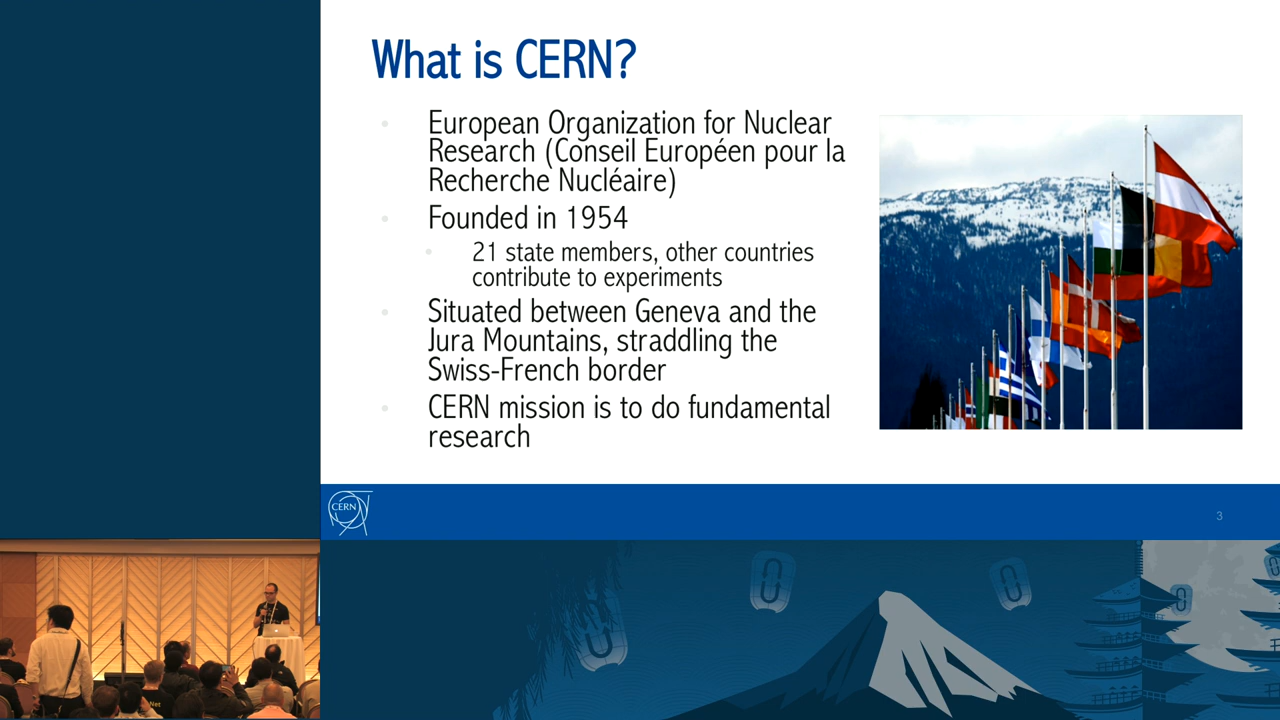 What is CERN?
European Organization for Nuclear
Research (Conseil Européen pour la
Recherche Nucléaire)
Founded in 1954
21 state members, other countries
contribute to experiments
Situated between Geneva and the
Jura Mountains, straddling the
Swiss-French border
CERN mission is to do fundamental
research
CERN
3